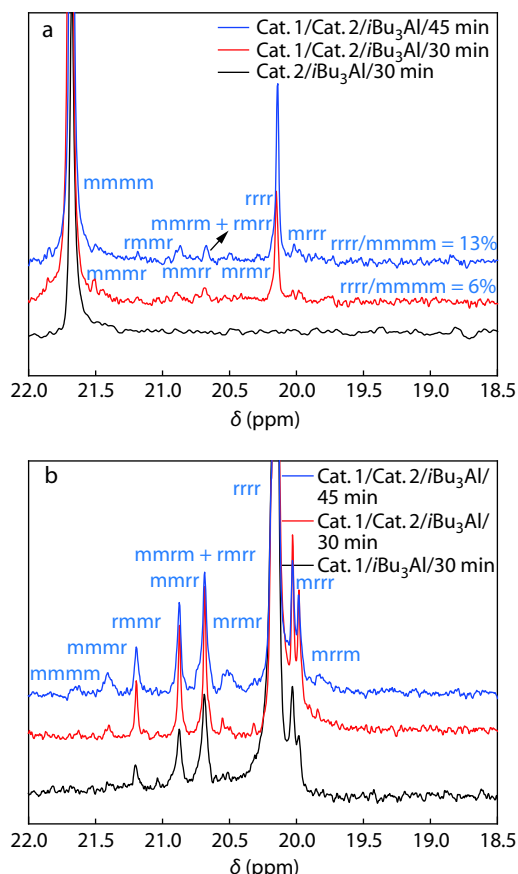 a
Cat. 1/Cat. 2/iBu₃Al/45 min
Cat. 1/Cat. 2/iBu₃Al/30 min
Cat. 2/iBu₃Al/30 min
mmmm
rrrr
mmrm + rmrr
rmmr
mrrr
rrrr/mmmm = 13%
mmmr
mmrr
mrmr
rrrr/mmmm = 6%
22.0 21.5 21.0 20.5 20.0 19.5 19.0 18.5
δ (ppm)
b
Cat. 1/Cat. 2/iBu₃Al/
45 min
Cat. 1/Cat. 2/iBu₃Al/
30 min
Cat. 1/iBu₃Al/30 min
rrrr
mmrm + rmrr
mmrr
mrrr
rmmr
mrmr
mmmr
mmmm
mrrm
22.0 21.5 21.0 20.5 20.0 19.5 19.0 18.5
δ (ppm)